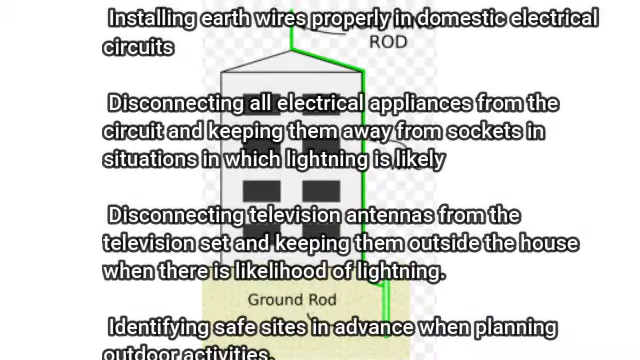 Installing earth wires properly in domestic electrical
circuits
ROD
Disconnecting all electrical appliances from the
circuit and keeping them away from sockets in
situations in which lightning is likely
Disconnecting television antennas from the
television set and keeping them outside the house
when there is likelihood of lightning.
Ground Rod
Identifying safe sites in advance when planning
outdoor activities.